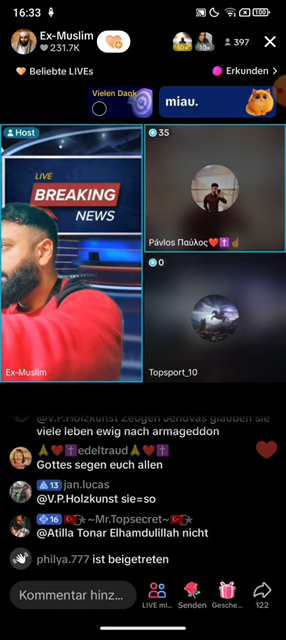 16:33
100
Ex-Muslim
231.7K
10+
10+
397
Beliebte LIVEs
Erkunden
Vielen Dank
miau.
Host
35
LIVE
BREAKING
NEWS
Pávlos Παύλος❤️✝️☝🏾
0
Ex-Muslim
Topsport_10
@V.P.Holzkunst Zeugen Jehovas glauben sie
viele leben ewig nach armageddon
🙏❤️✝️edeltraud🙏❤️✝️
Gottes segen euch allen
13 jan.lucas
@V.P.Holzkunst sie=so
16 🇹🇷★~Mr.Topsecret~🇹🇷★
@Atilla Tonar Elhamdulillah nicht
philya.777 ist beigetreten
Kommentar hinz...
LIVE mi...
Senden
Gesche...
122